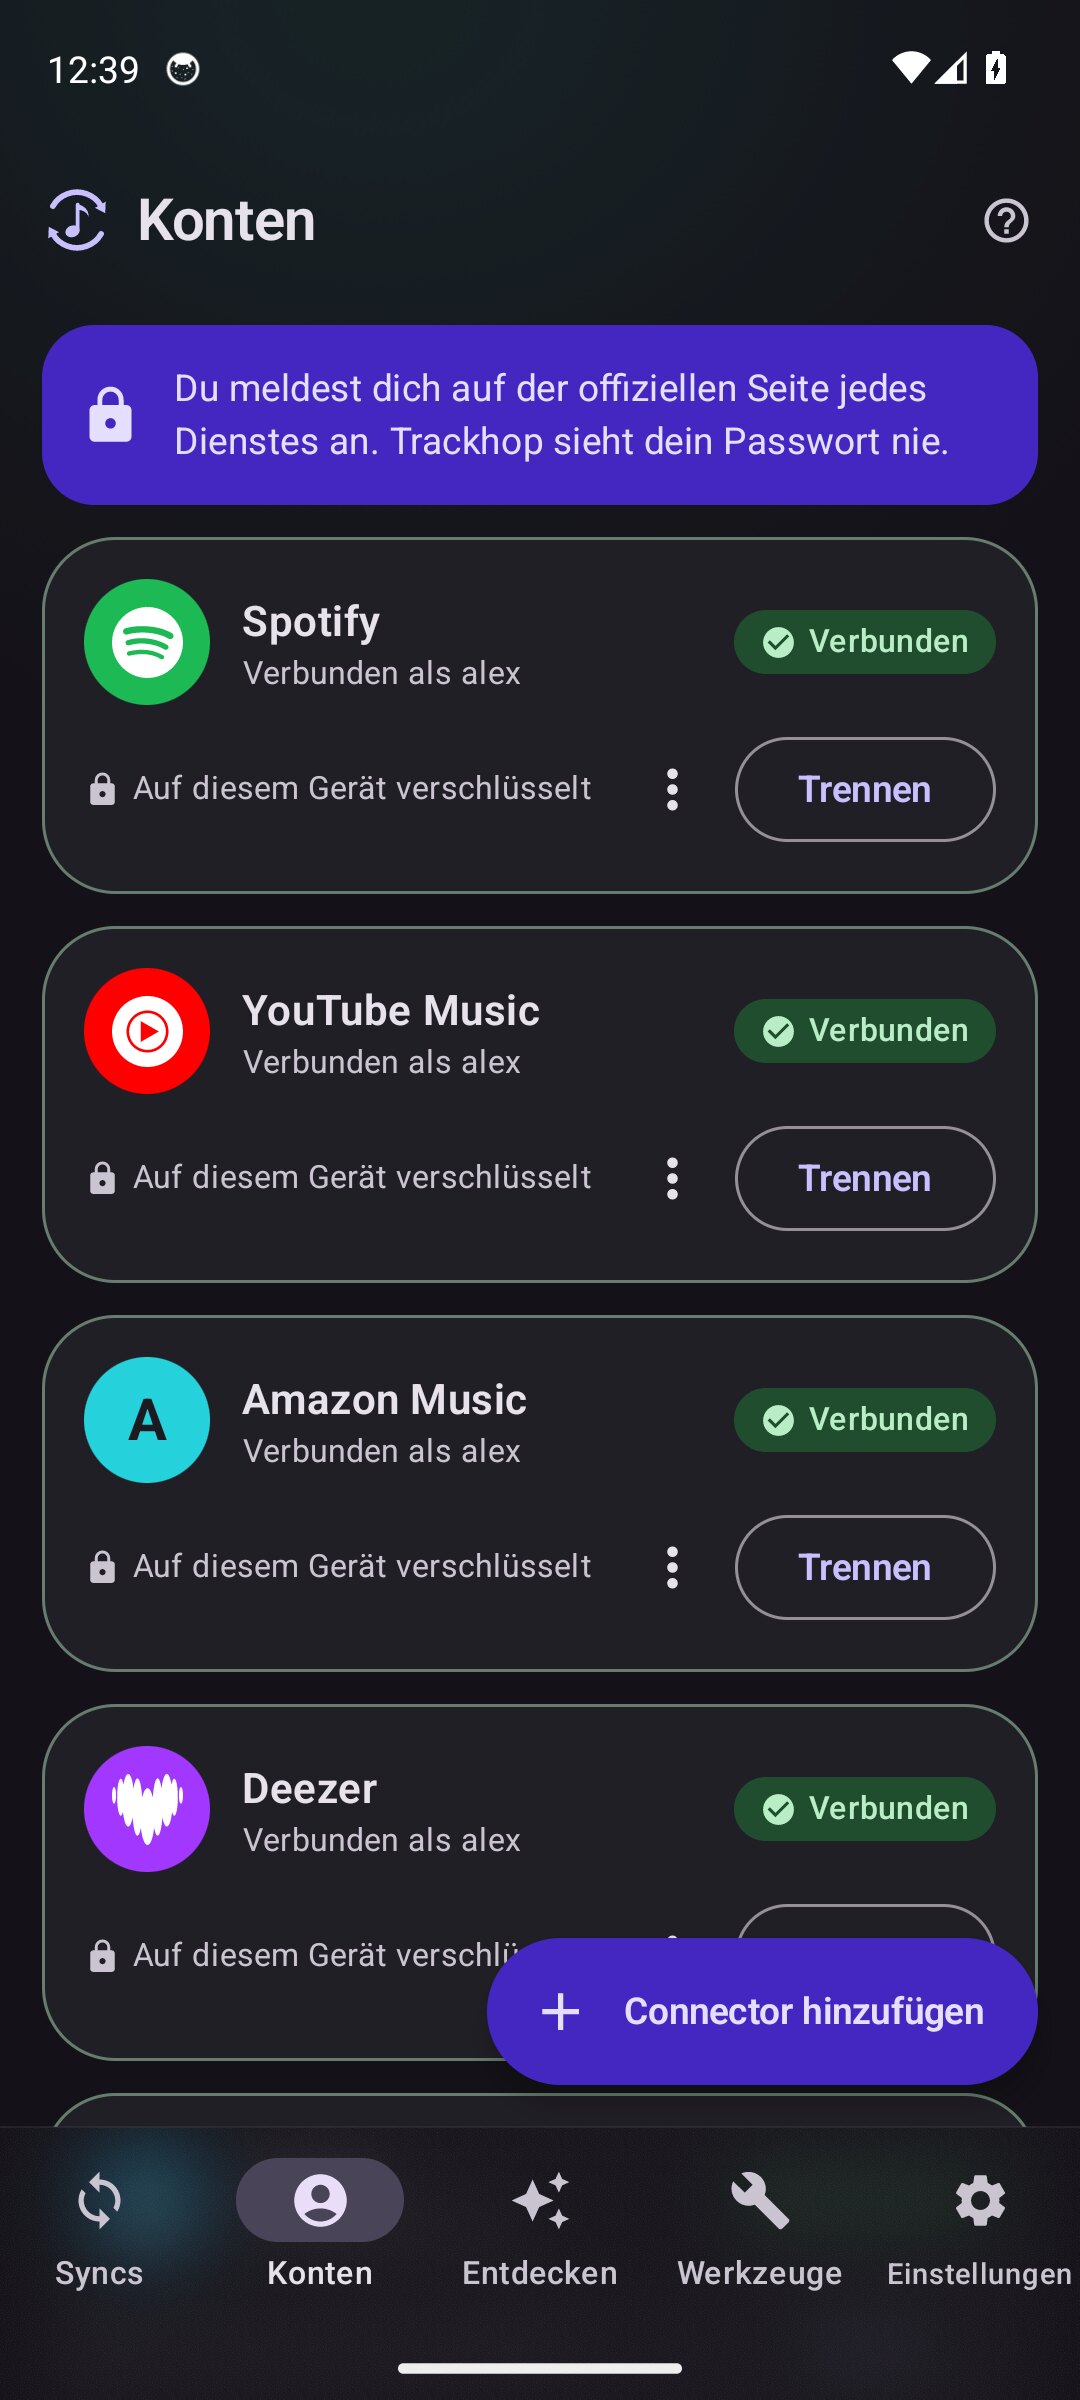 12:39
Konten
Du meldest dich auf der offiziellen Seite jedes
Dienstes an. Trackhop sieht dein Passwort nie.
Spotify
Verbunden als alex
Verbunden
Auf diesem Gerät verschlüsselt
Trennen
YouTube Music
Verbunden als alex
Verbunden
Auf diesem Gerät verschlüsselt
Trennen
A
Amazon Music
Verbunden als alex
Verbunden
Auf diesem Gerät verschlüsselt
Trennen
Deezer
Verbunden als alex
Verbunden
Auf diesem Gerät
Connector hinzufügen
Syncs
Konten
Entdecken
Werkzeuge
Einstellungen